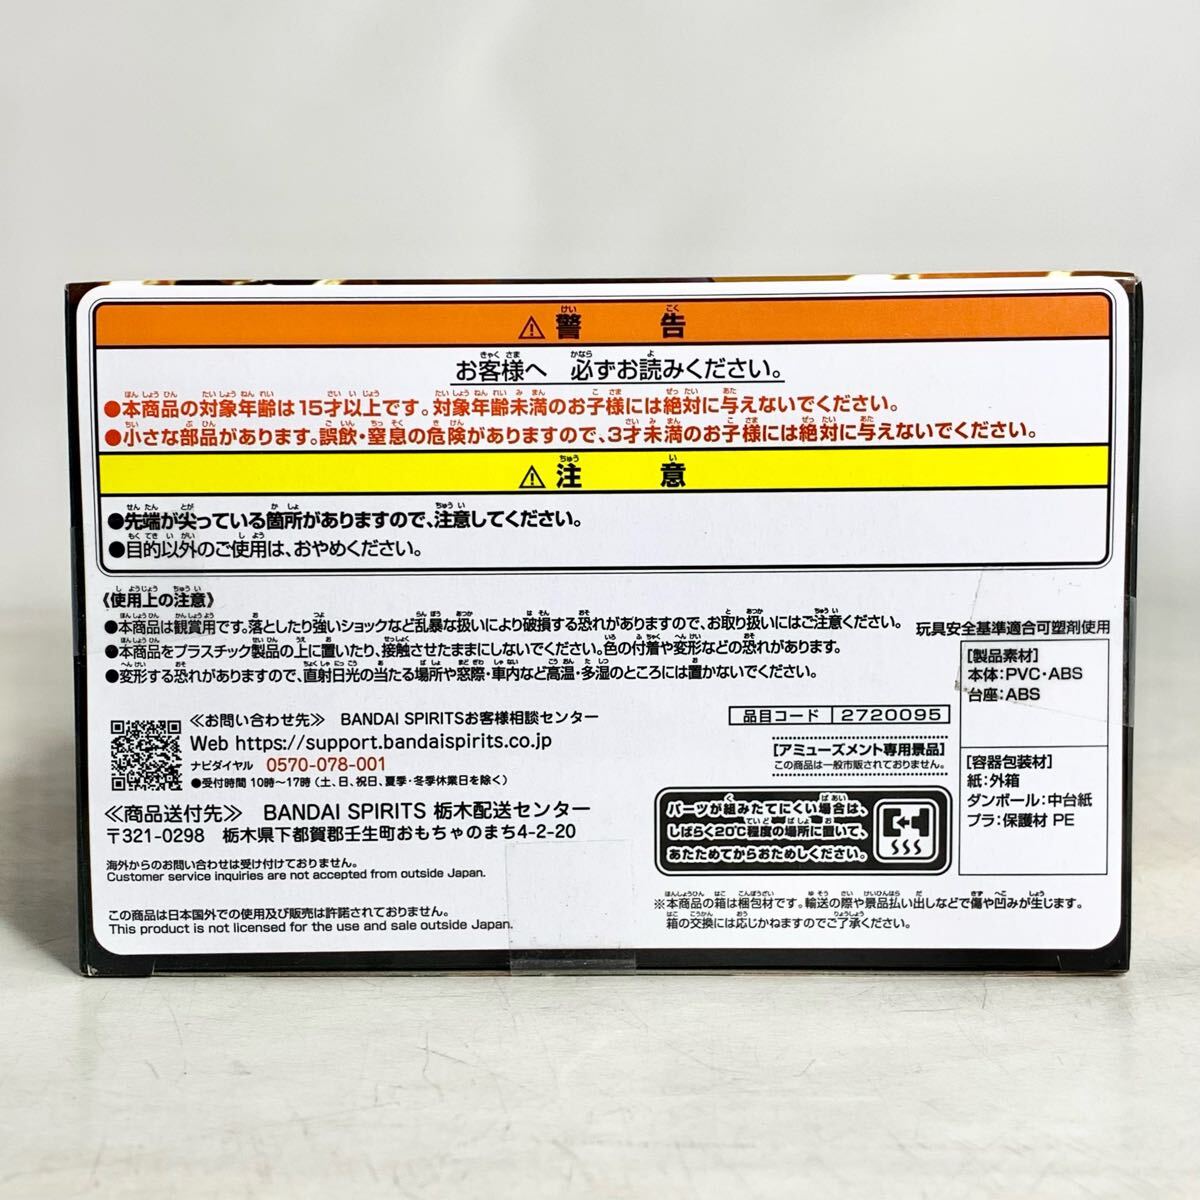 ⚠警告
お客様へ 必ずお読みください。
●本商品の対象年齢は15才以上です。対象年齢未満のお子様には絶対に与えないでください。
●小さな部品があります。誤飲・窒息の危険がありますので、3才未満のお子様には絶対に与えないでください。
⚠注意
●先端が尖っている箇所がありますので、注意してください。
●目的以外のご使用は、おやめください。
《使用上の注意》
●本商品は観賞用です。落としたり強いショックなど乱暴な扱いにより破損する恐れがありますので、お取り扱いにはご注意ください。
●本商品をプラスチック製品の上に置いたり、接触させたままにしないでください。色の付着や変形などの恐れがあります。
●変形する恐れがありますので、直射日光の当たる場所や窓際・車内など高温・多湿のところには置かないでください。
玩具安全基準適合可塑剤使用
[製品素材]
本体:PVC・ABS
台座:ABS
[容器包装材]
紙:外箱
ダンボール:中台紙
プラ:保護材 PE
≪お問い合わせ先≫ BANDAI SPIRITSお客様相談センター
Web https://support.bandaispirits.co.jp
ナビダイヤル 0570-078-001
●受付時間 10時〜17時(土、日、祝日、夏季・冬季休業日を除く)
品目コード 2720095
[アミューズメント専用景品]
この商品は一般市販されておりません。
≪商品送付先≫ BANDAI SPIRITS 栃木配送センター
〒321-0298 栃木県下都賀郡壬生町おもちゃのまち4-2-20
パーツが組みたてにくい場合は、
しばらく20℃程度の場所に置いて、
あたためてからおためしください。
海外からのお問い合わせは受け付けておりません。
Customer service inquiries are not accepted from outside Japan.
この商品は日本国外での使用及び販売は許諾されておりません。
This product is not licensed for the use and sale outside Japan.
※本商品の箱は梱包材です。輸送の際や景品払い出しなどで傷や凹みが生じます。
箱の交換には応じかねますのでご了承ください。